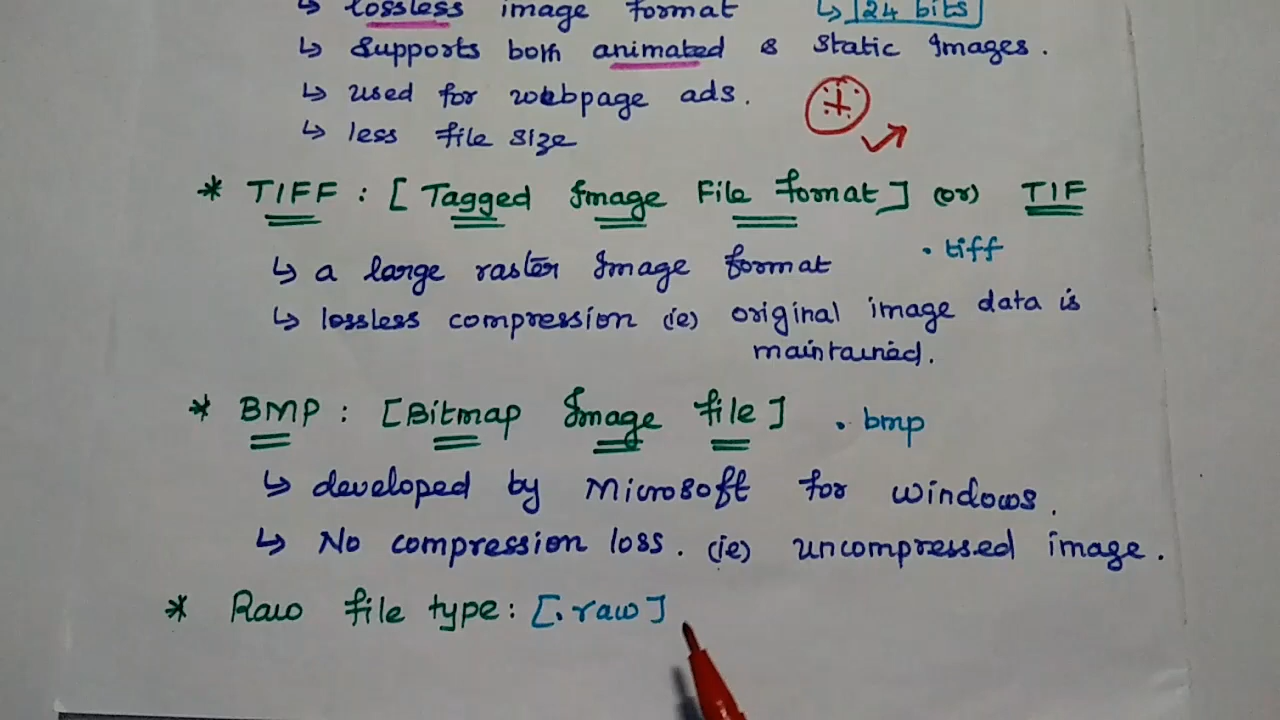 ↳ lossless image format ↳ 24 bits
↳ Supports both animated & static Images.
↳ used for webpage ads.
↳ less file size
* TIFF : [Tagged Image File format] (or) TIF
.tiff
↳ a large raster Image format
↳ lossless compression (ie) original image data is
maintained.
* BMP : [Bitmap Image file] .bmp
↳ developed by Microsoft for windows.
↳ No compression loss. (ie) uncompressed image.
* Raw file type: [.raw]